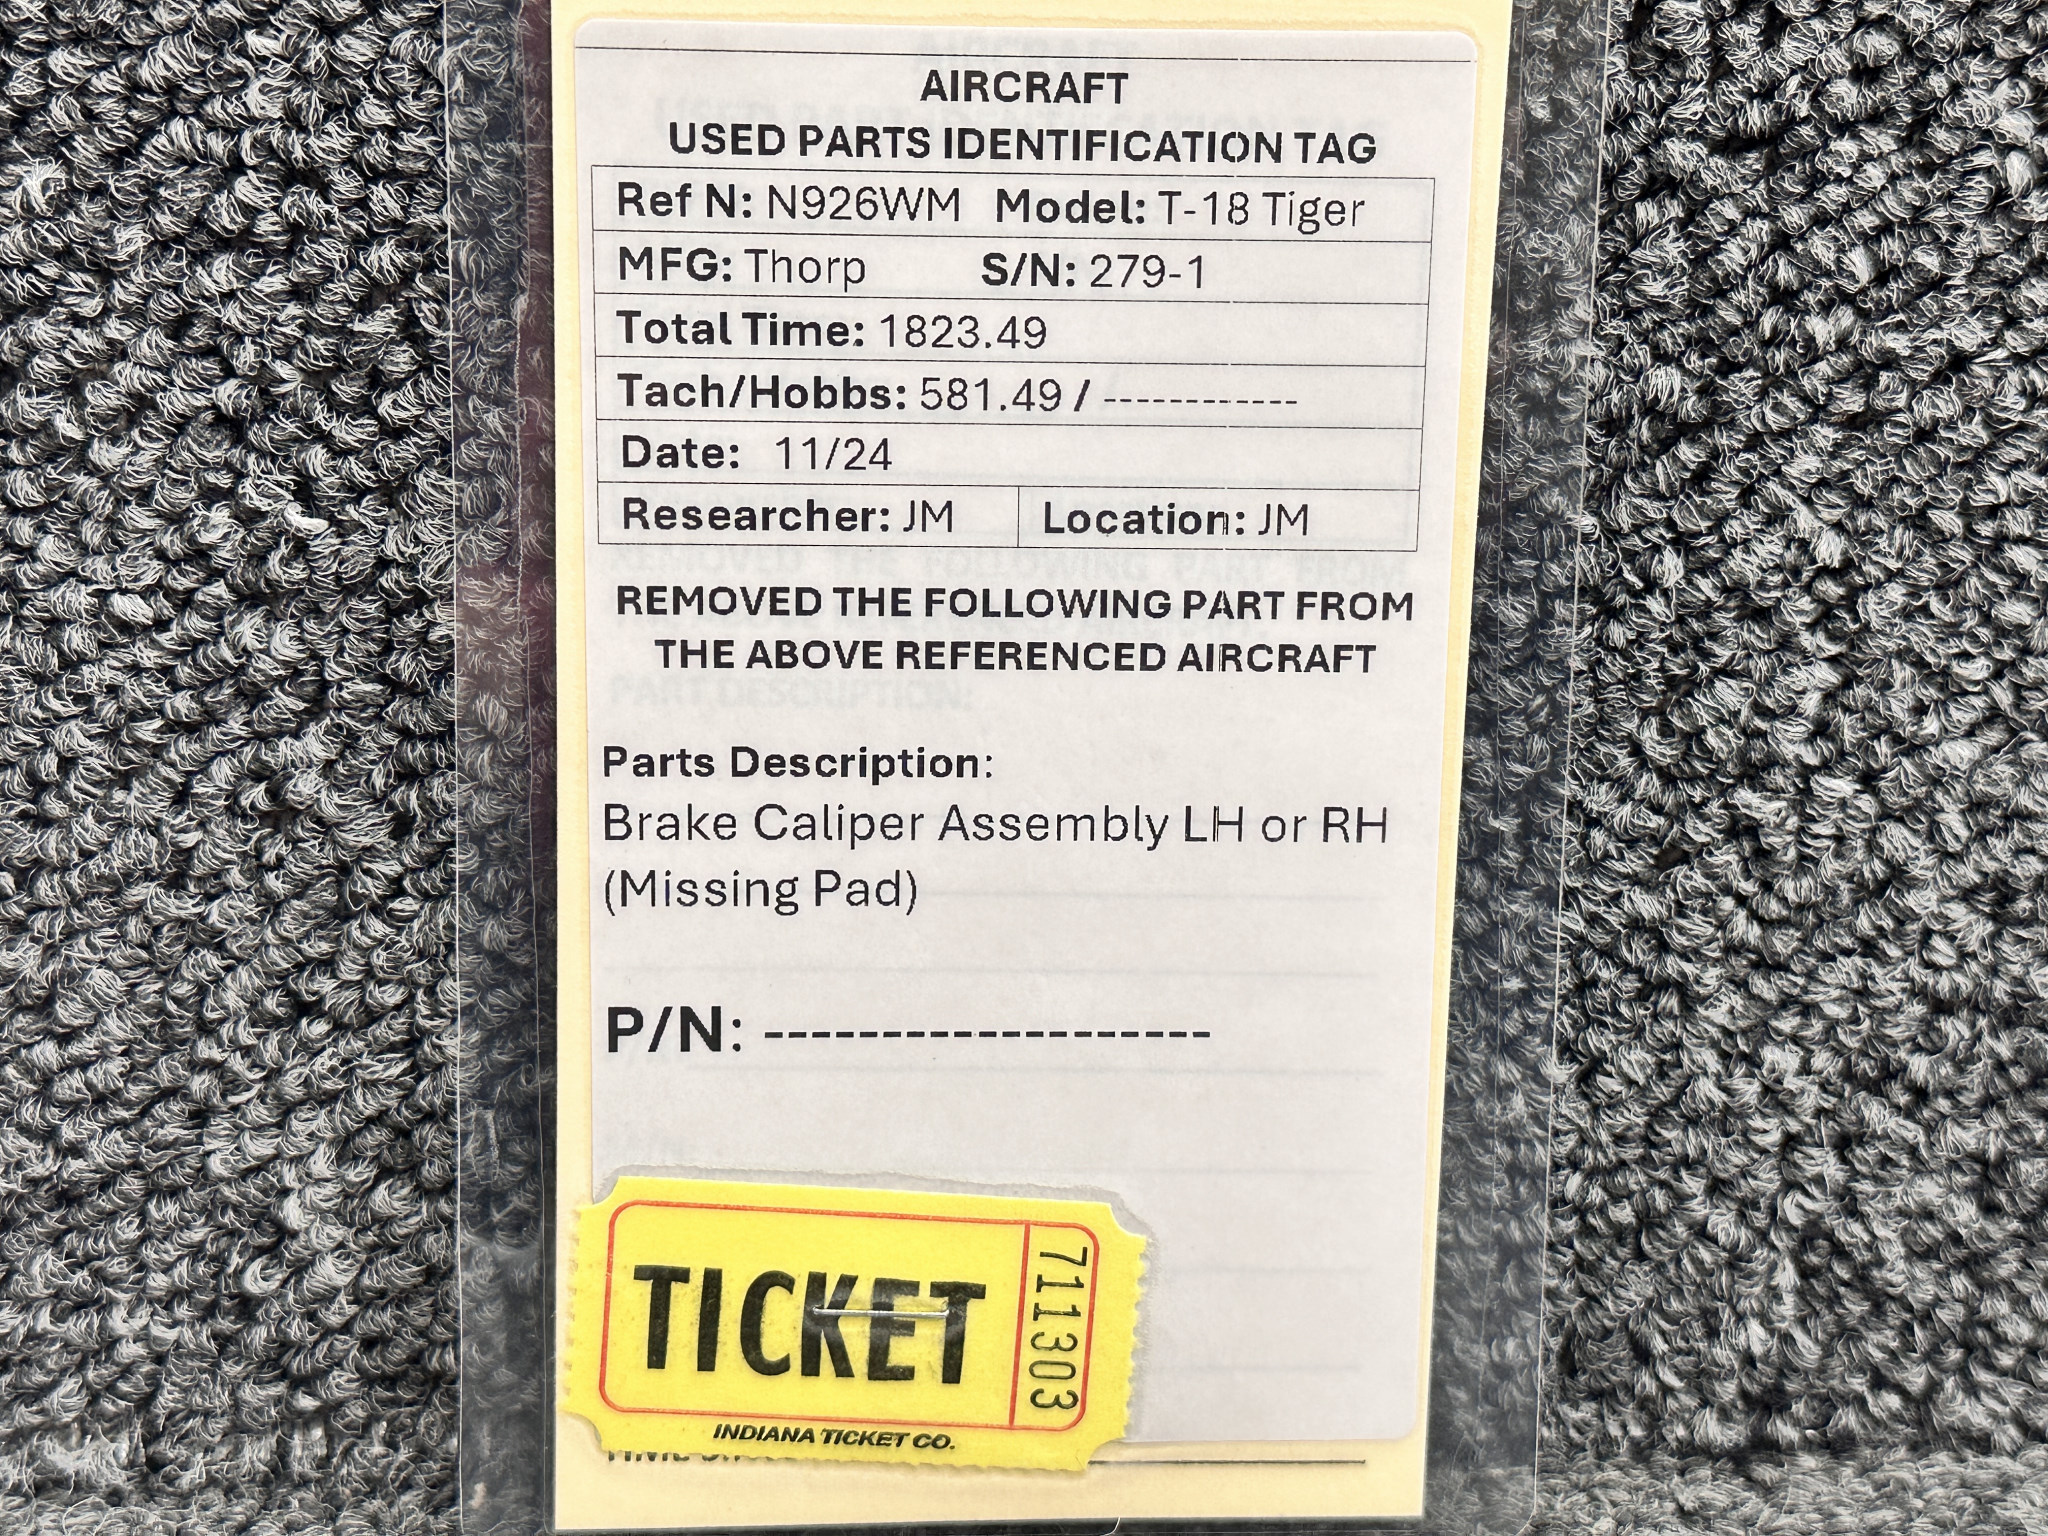 AIRCRAFT
USED PARTS IDENTIFICATION TAG
Ref N: N926WM Model: T-18 Tiger
MFG: Thorp S/N: 279-1
Total Time: 1823.49
Tach/Hobbs: 581.49 / ------------
Date: 11/24
Researcher: JM Location: JM
REMOVED THE FOLLOWING PART FROM
THE ABOVE REFERENCED AIRCRAFT
PART DESCRIPTION:
Parts Description:
Brake Caliper Assembly LH or RH
(Missing Pad)
P/N: -------------------
TICKET
711303
INDIANA TICKET CO.